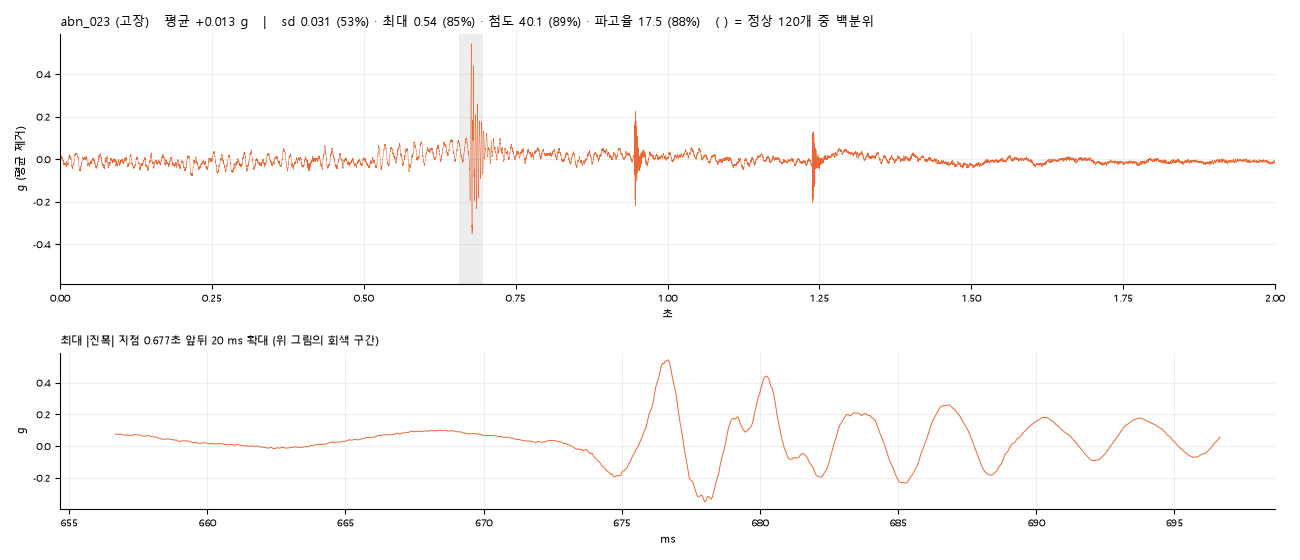 abn_023 (고장) 평균 +0.013 g | sd 0.031 (53%) · 최대 0.54 (85%) · 첨도 40.1 (89%) · 파고율 17.5 (88%) ( ) = 정상 120개 중 백분위
g (평균 제거)
0.4
0.2
0.0
-0.2
-0.4
0.00 0.25 0.50 0.75 1.00 1.25 1.50 1.75 2.00
초
최대 |진폭| 지점 0.677초 앞뒤 20 ms 확대 (위 그림의 회색 구간)
g
0.4
0.2
0.0
-0.2
655 660 665 670 675 680 685 690 695
ms